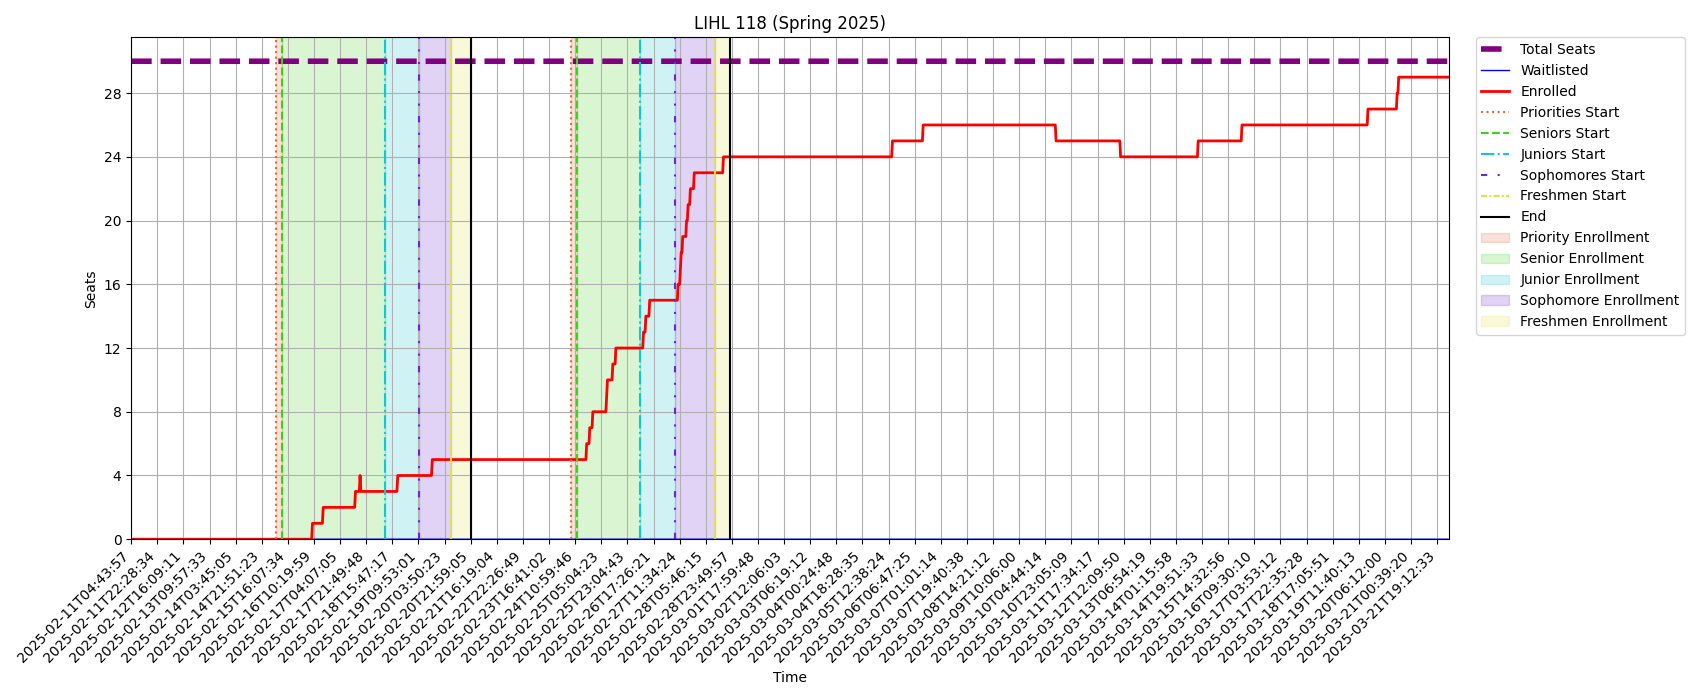 LIHL 118 (Spring 2025)
Seats
28
24
20
16
12
8
4
0
2025-02-11T04:43:57
2025-02-11T22:28:34
2025-02-12T16:09:11
2025-02-13T09:57:33
2025-02-14T03:45:05
2025-02-14T21:51:23
2025-02-15T16:07:34
2025-02-16T10:19:59
2025-02-17T04:07:05
2025-02-17T21:49:48
2025-02-18T15:47:17
2025-02-19T09:53:01
2025-02-20T03:50:23
2025-02-20T21:59:05
2025-02-21T16:19:04
2025-02-22T22:26:49
2025-02-23T16:41:02
2025-02-24T10:59:46
2025-02-25T05:04:23
2025-02-25T23:04:43
2025-02-26T17:26:21
2025-02-27T11:34:24
2025-02-28T05:46:15
2025-02-28T23:49:57
2025-03-01T17:59:48
2025-03-02T12:06:03
2025-03-03T06:19:12
2025-03-04T00:24:48
2025-03-04T18:28:35
2025-03-05T12:38:24
2025-03-06T06:47:25
2025-03-07T01:01:14
2025-03-07T19:40:38
2025-03-08T14:21:12
2025-03-09T10:06:00
2025-03-10T04:44:14
2025-03-10T23:05:09
2025-03-11T17:34:17
2025-03-12T12:09:50
2025-03-13T06:54:19
2025-03-14T01:15:58
2025-03-14T19:51:33
2025-03-15T14:32:56
2025-03-16T09:30:10
2025-03-17T03:53:12
2025-03-17T22:35:28
2025-03-18T17:05:51
2025-03-19T11:40:13
2025-03-20T06:12:00
2025-03-21T00:39:20
2025-03-21T19:12:33
Time
Total Seats
Waitlisted
Enrolled
Priorities Start
Seniors Start
Juniors Start
Sophomores Start
Freshmen Start
End
Priority Enrollment
Senior Enrollment
Junior Enrollment
Sophomore Enrollment
Freshmen Enrollment